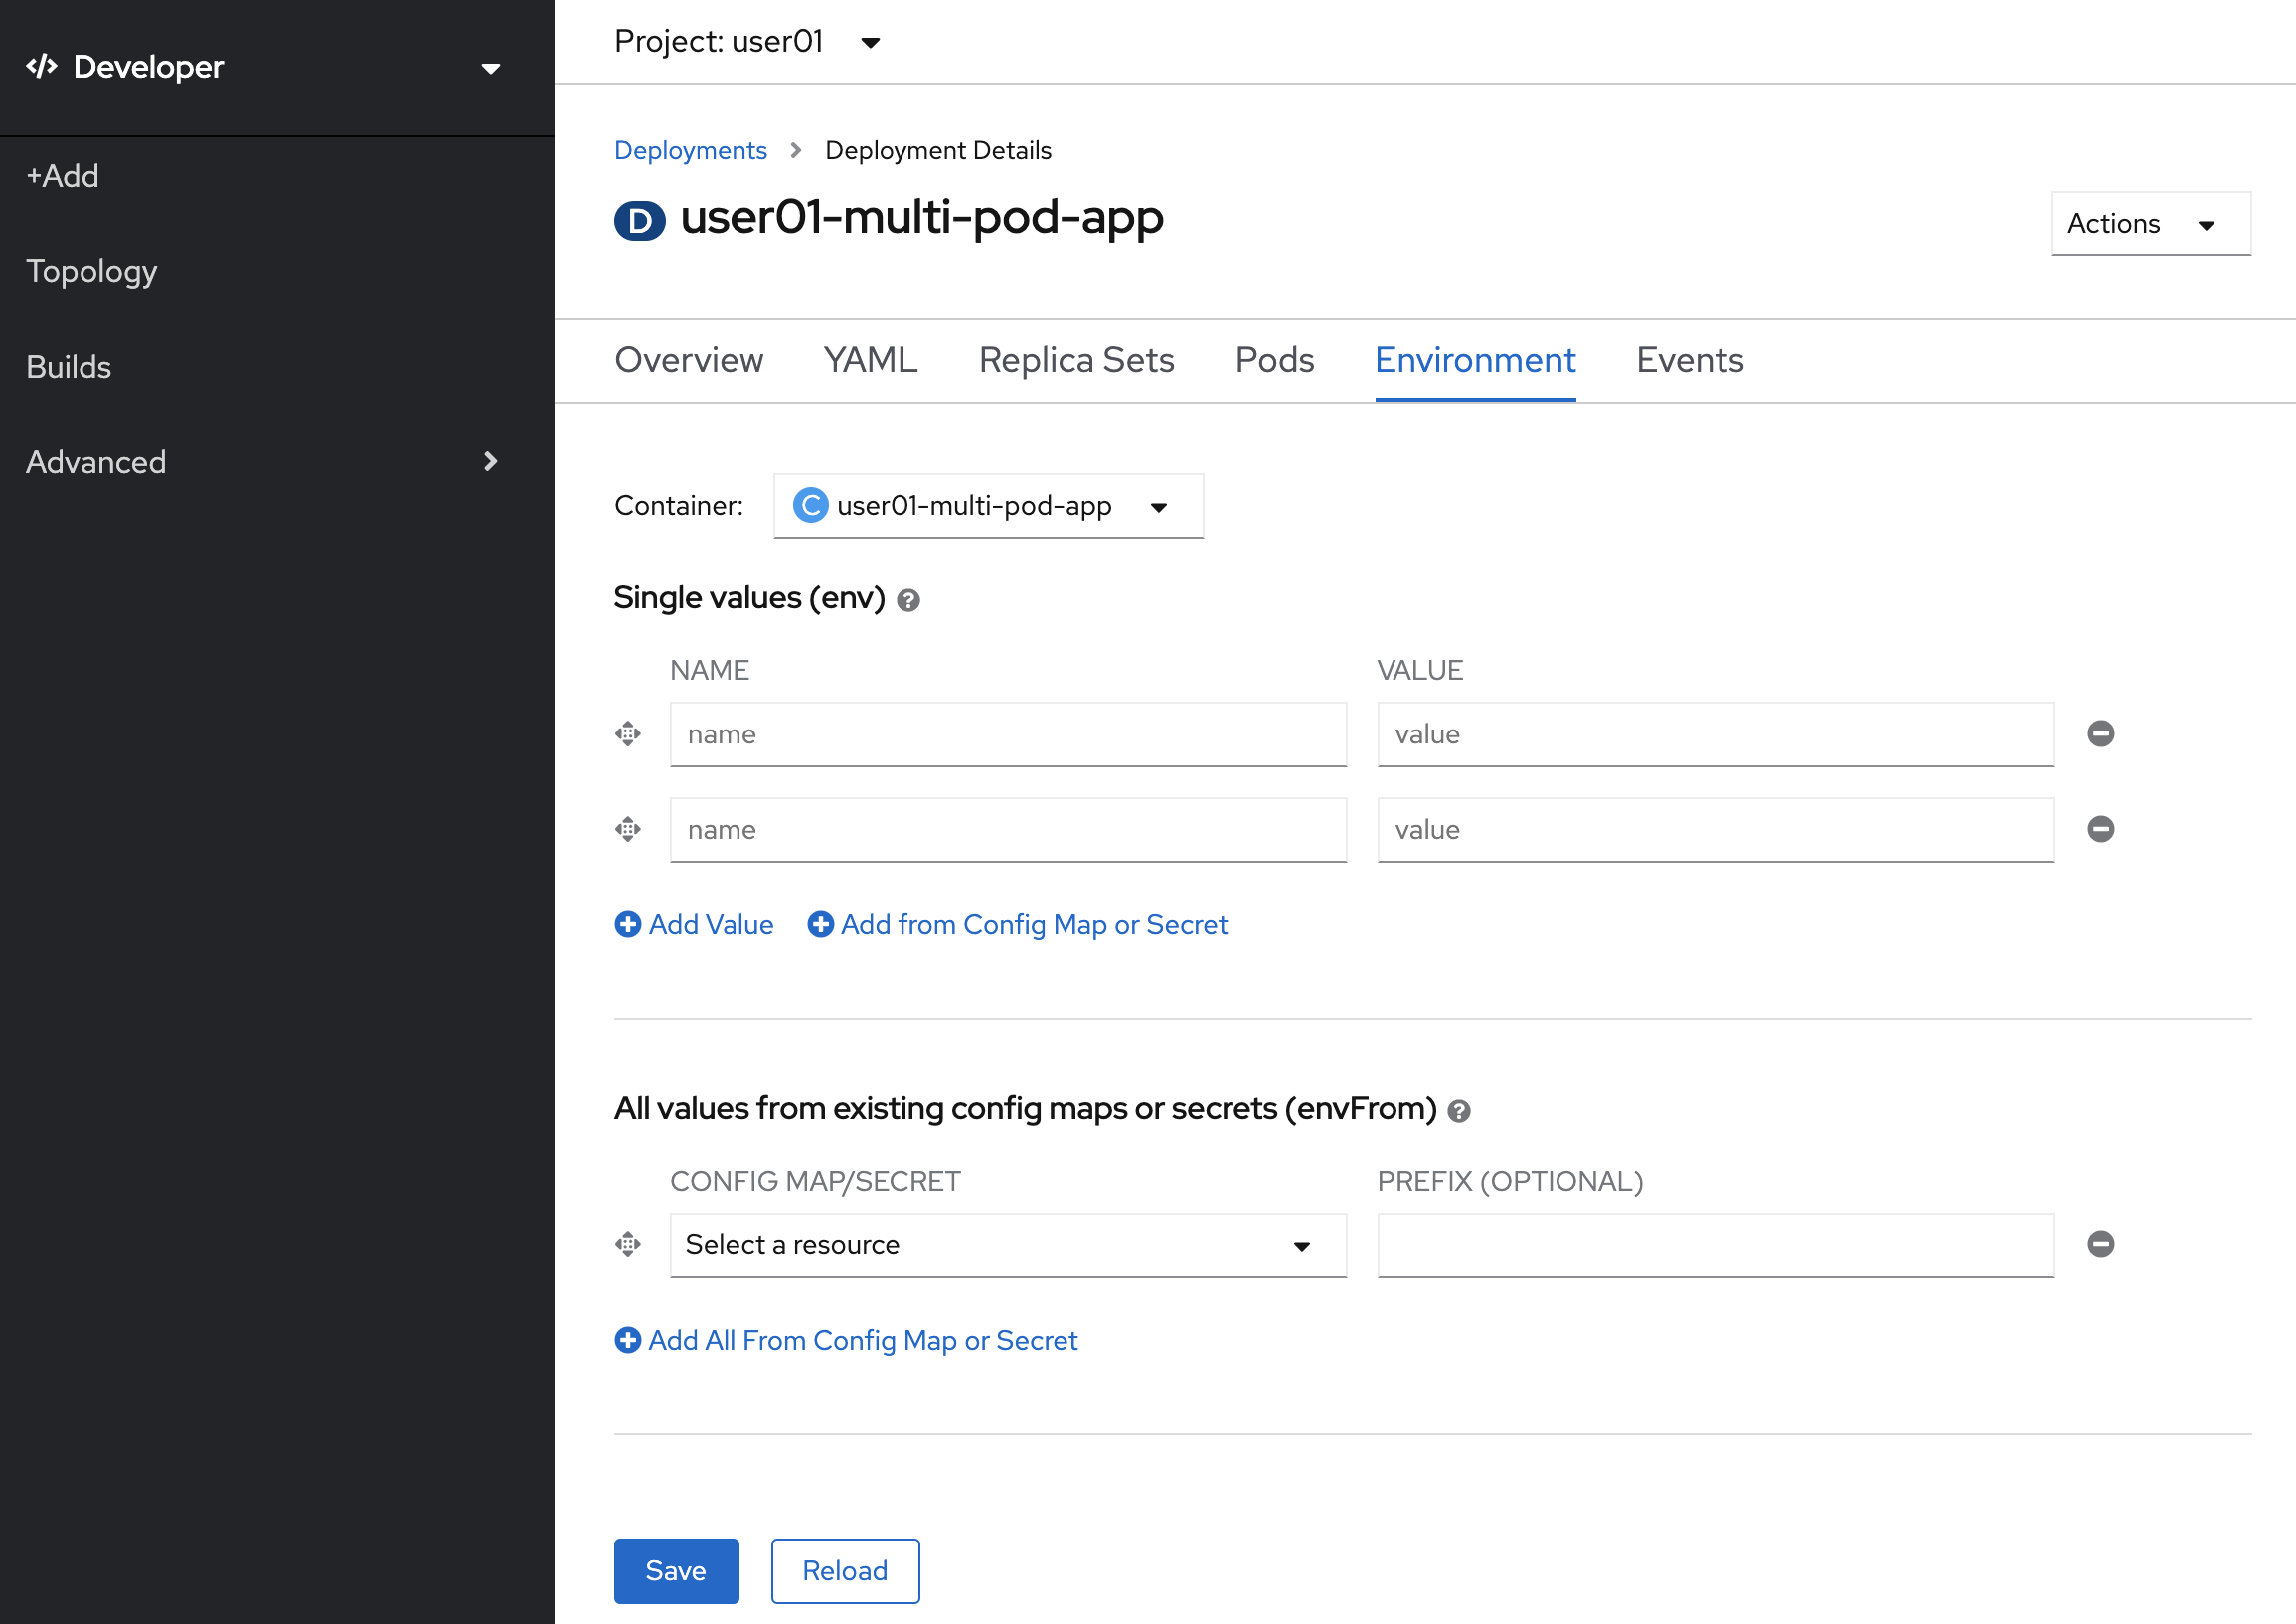 Developer
+Add
Topology
Builds
Advanced
Project: user01
Deployments > Deployment Details
D user01-multi-pod-app
Actions
Overview YAML Replica Sets Pods Environment Events
Container: C user01-multi-pod-app
Single values (env)
NAME VALUE
name value
name value
Add Value Add from Config Map or Secret
All values from existing config maps or secrets (envFrom)
CONFIG MAP/SECRET PREFIX (OPTIONAL)
Select a resource
Add All From Config Map or Secret
Save Reload